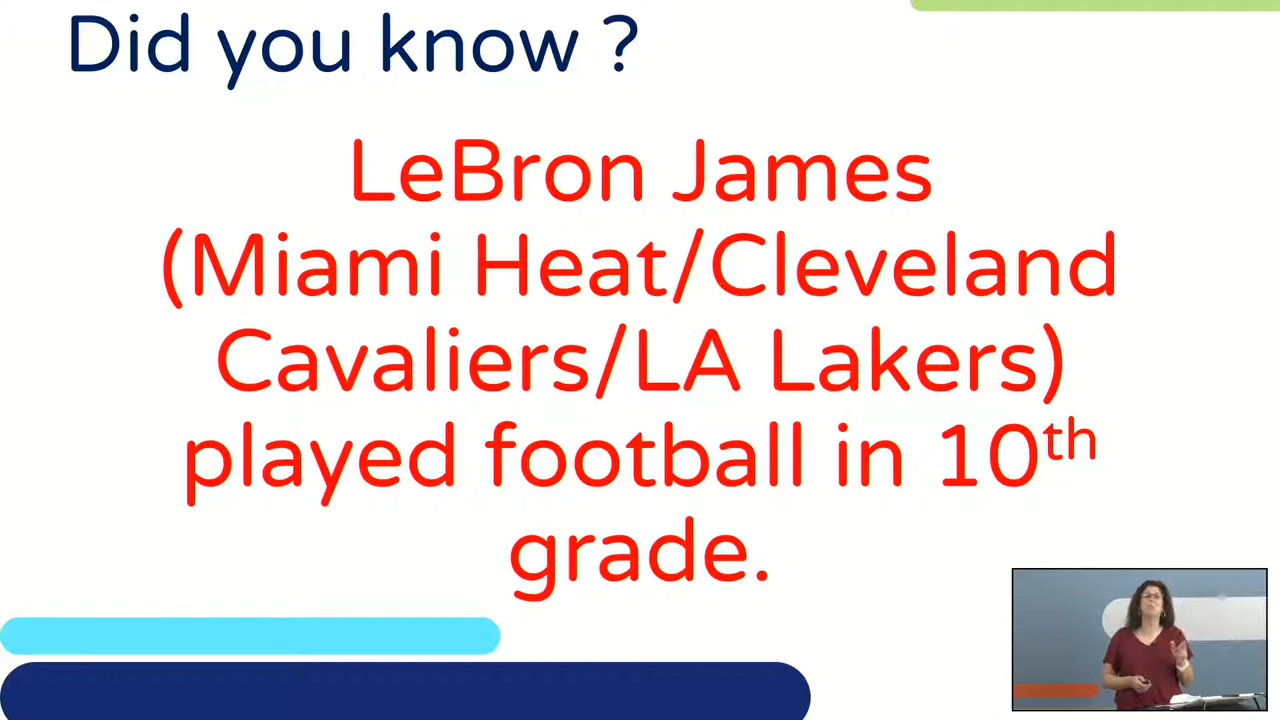 Did you know ?
LeBron James
(Miami Heat/Cleveland
Cavaliers/LA Lakers)
played football in 10th
grade.